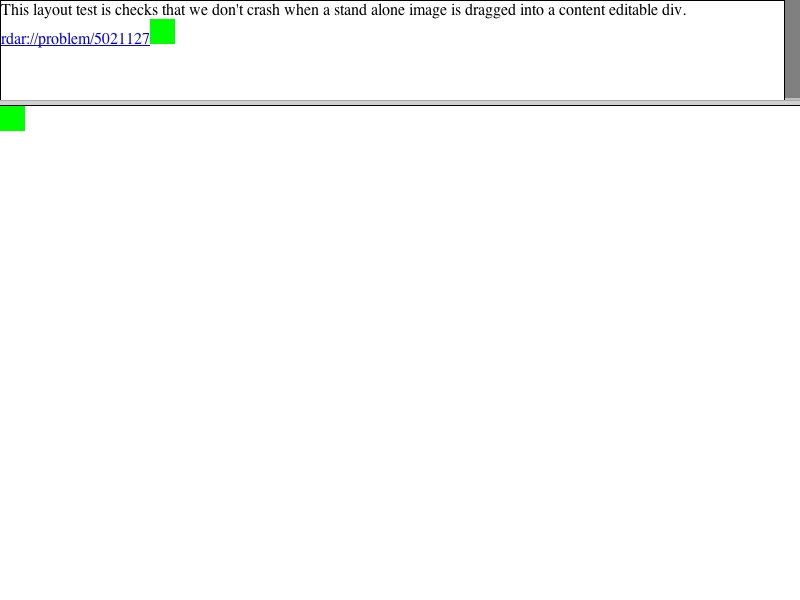 This layout test is checks that we don't crash when a stand alone image is dragged into a content editable div.
rdar://problem/5021127